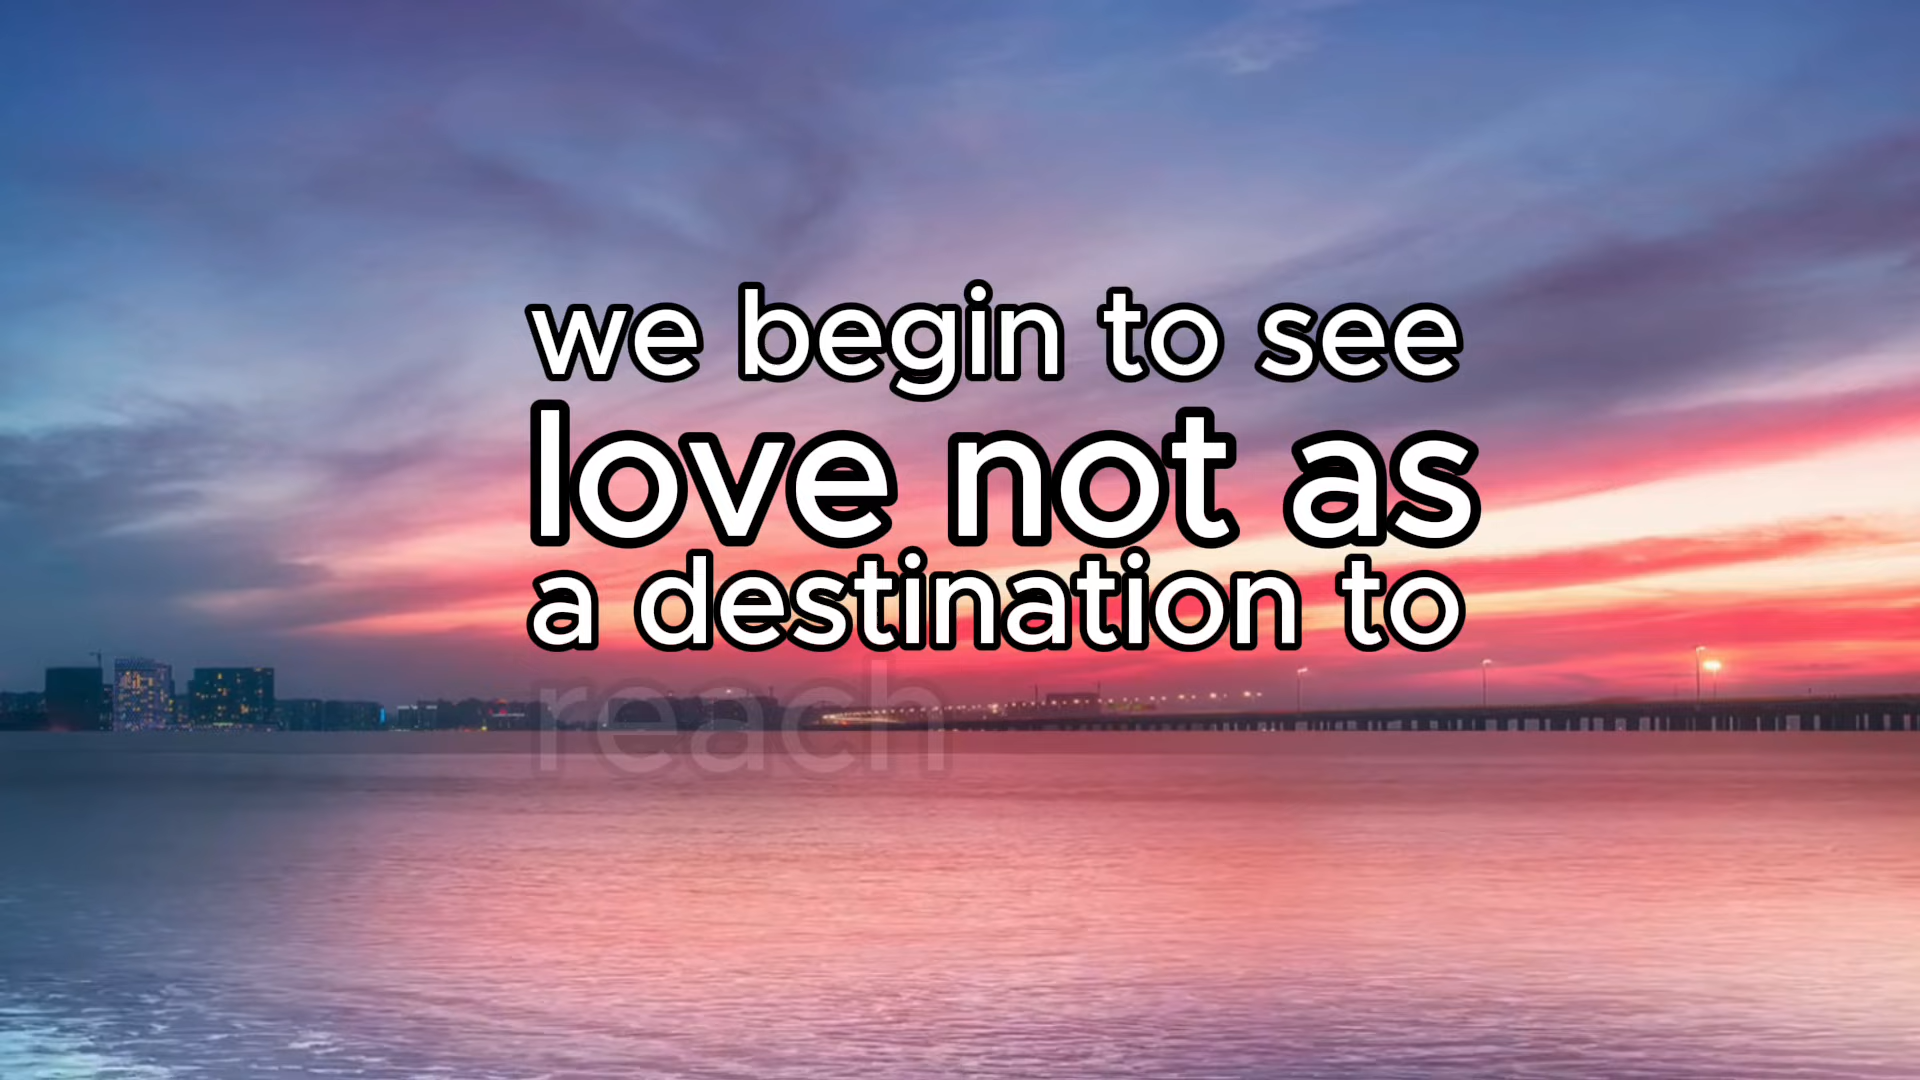 we begin to see
love not as
a destination to
reach